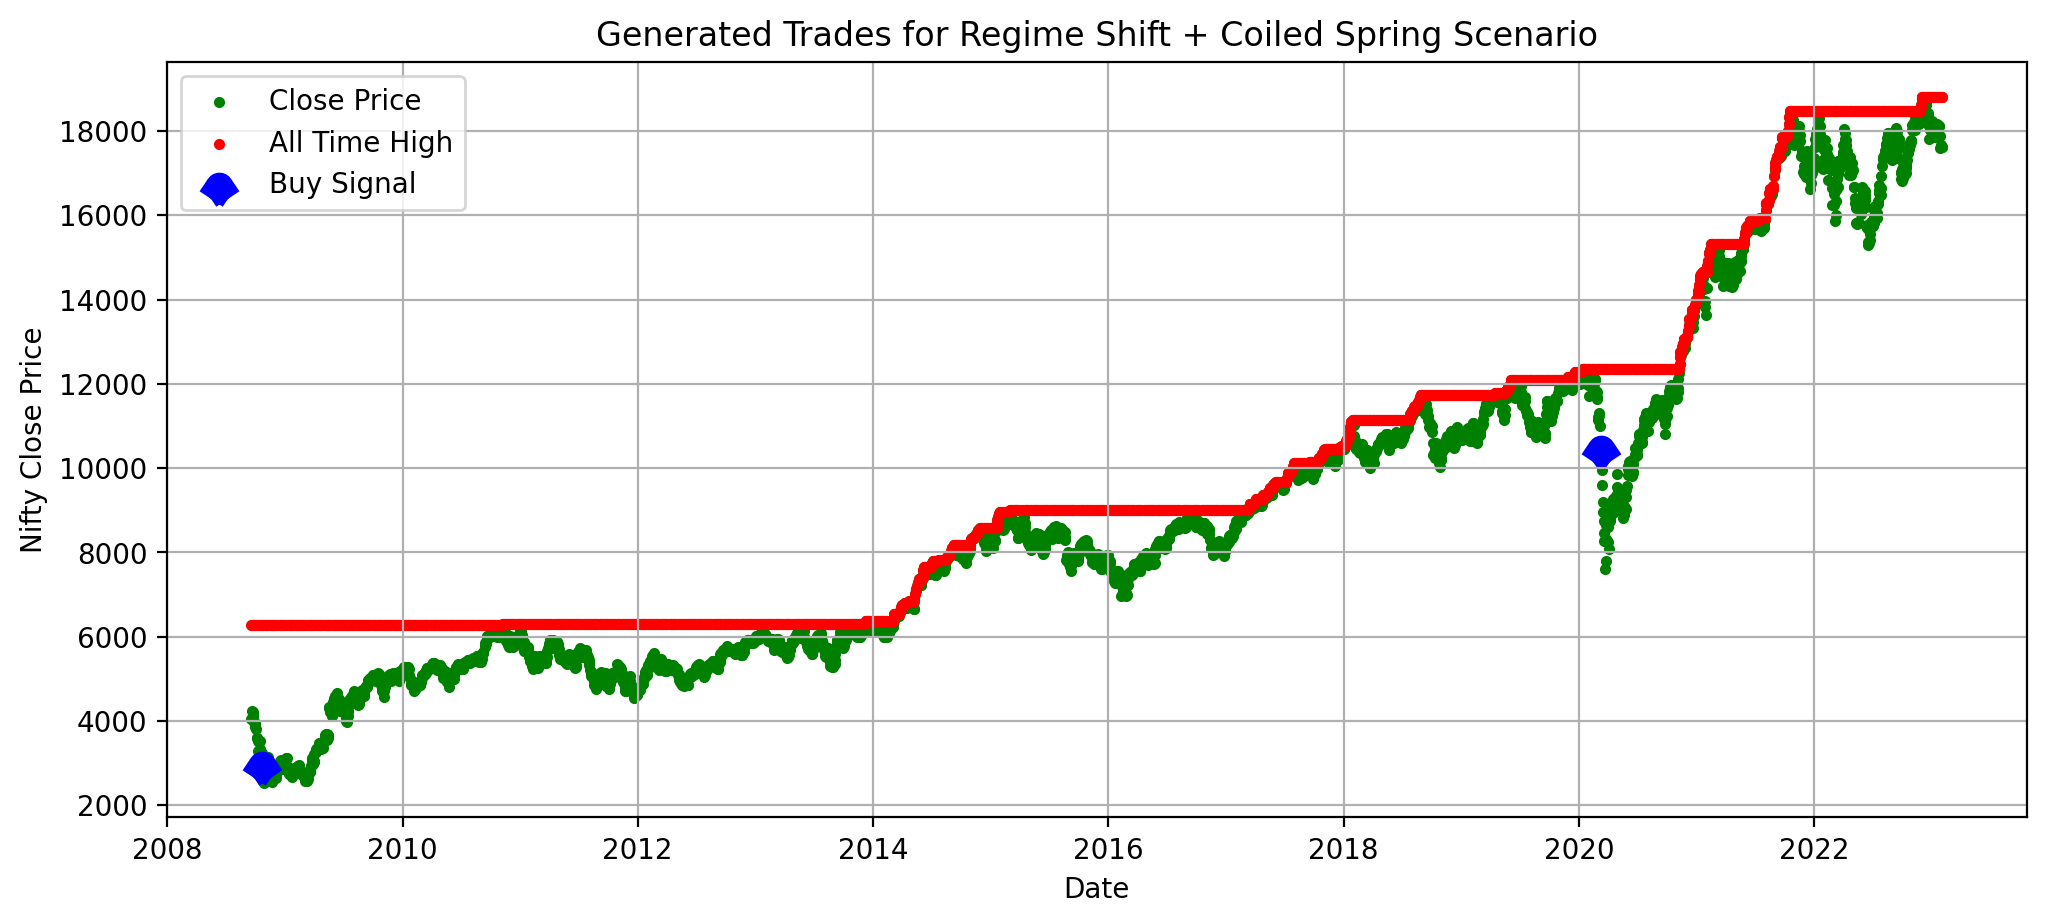 Generated Trades for Regime Shift + Coiled Spring Scenario
Close Price
All Time High
Buy Signal
Nifty Close Price
18000
16000
14000
12000
10000
8000
6000
4000
2000
2008 2010 2012 2014 2016 2018 2020 2022
Date